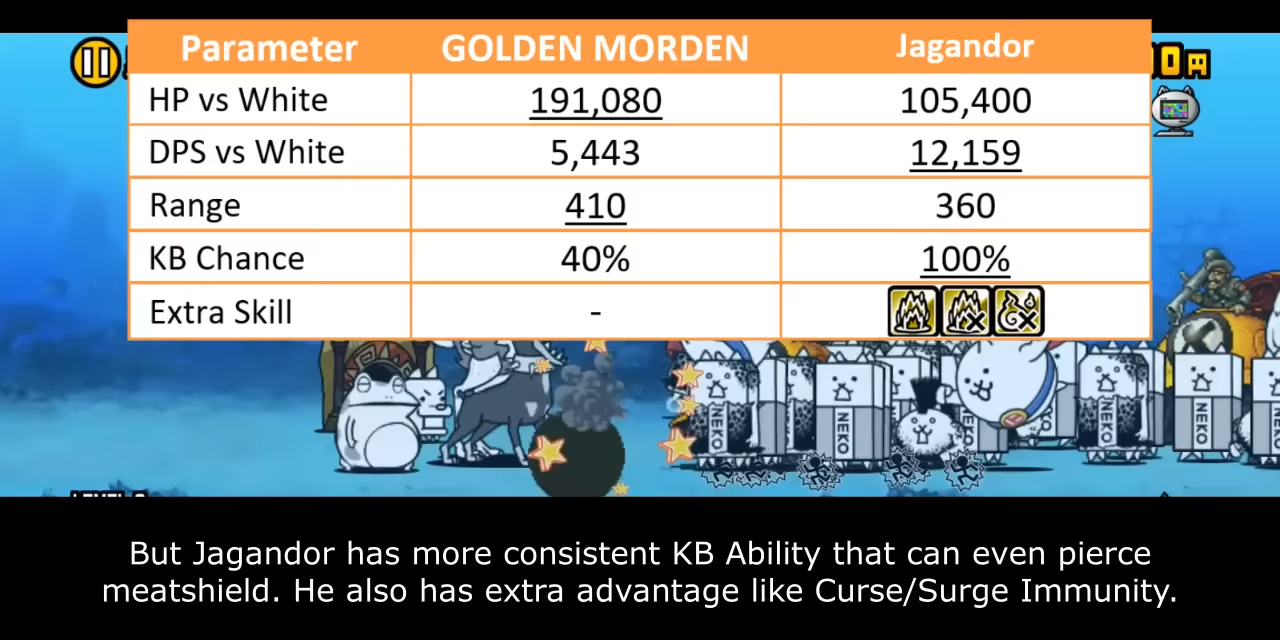 Parameter GOLDEN MORDEN Jagandor
HP vs White 191,080 105,400
DPS vs White 5,443 12,159
Range 410 360
KB Chance 40% 100%
Extra Skill -
NEKO NEKO NEKO NEKO
But Jagandor has more consistent KB Ability that can even pierce
meatshield. He also has extra advantage like Curse/Surge Immunity.